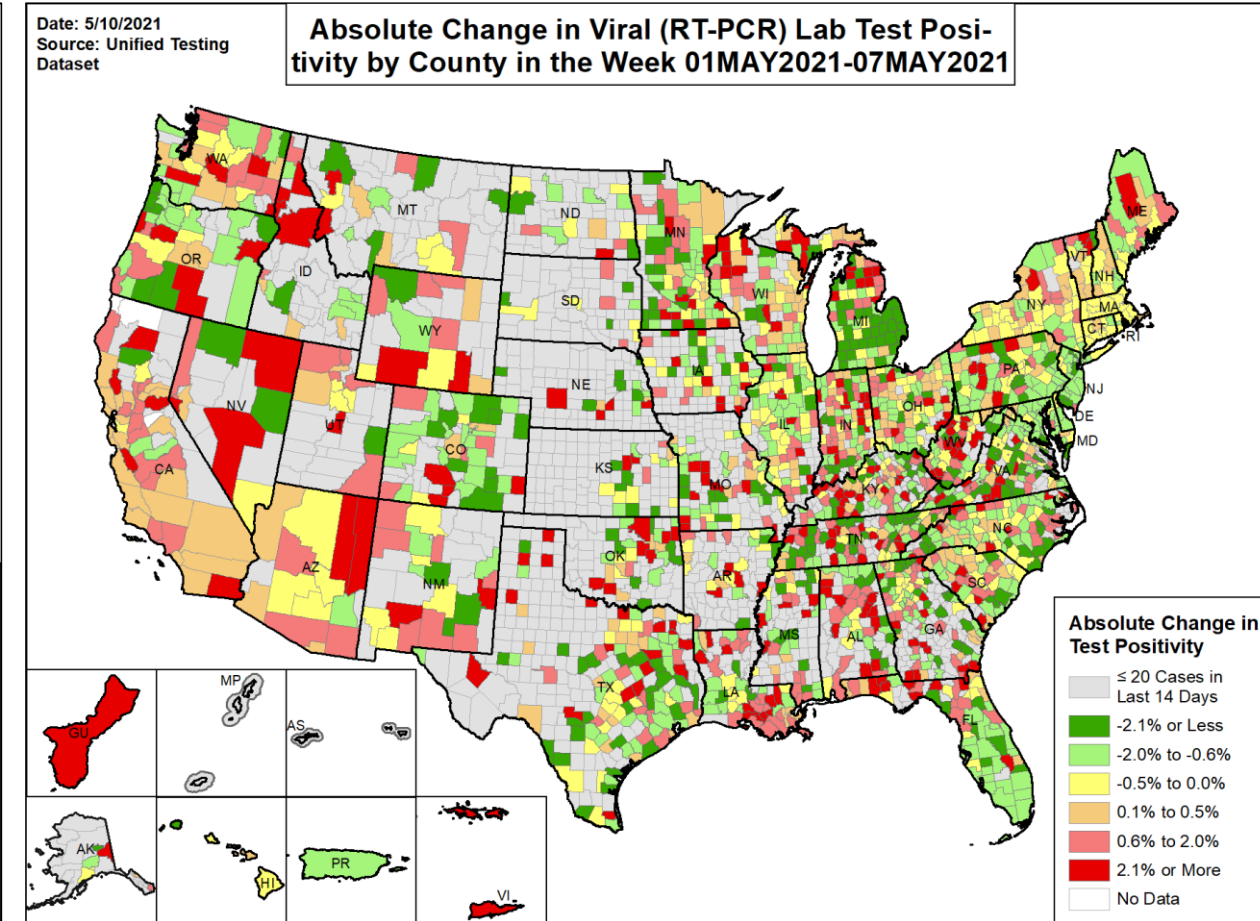 Date: 5/10/2021
Source: Unified Testing
Dataset
Absolute Change in Viral (RT-PCR) Lab Test Posi-
tivity by County in the Week 01MAY2021-07MAY2021
WA
MT
ND
MN
ME
OR
ID
SD
WI
VT
NH
NY
MA
CT
RI
WY
MI
IA
PA
NJ
NE
OH
DE
MD
NV
UT
CO
IL
IN
WV
VA
CA
KS
MO
KY
NC
TN
AZ
NM
OK
AR
SC
MS
AL
GA
TX
LA
FL
GU
MP
AS
AK
HI
PR
VI
Absolute Change in
Test Positivity
≤ 20 Cases in
Last 14 Days
-2.1% or Less
-2.0% to -0.6%
-0.5% to 0.0%
0.1% to 0.5%
0.6% to 2.0%
2.1% or More
No Data